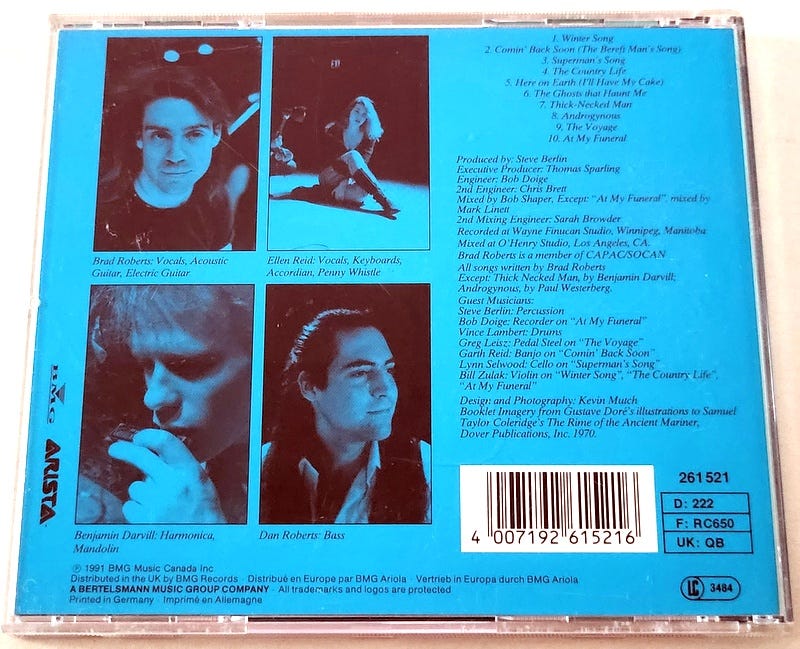 1. Winter Song
2. Comin' Back Soon (The Bereft Man's Song)
3. Superman's Song
4. The Country Life
5. Here on Earth (I'll Have My Cake)
6. The Ghosts that Haunt Me
7. Thick-Necked Man
8. Androgynous
9. The Voyage
10. At My Funeral
Produced by: Steve Berlin
Executive Producer: Thomas Sparling
Engineer: Bob Doige
2nd Engineer: Chris Brett
Mixed by Bob Shaper, Except: "At My Funeral", mixed by
Mark Linett
2nd Mixing Engineer: Sarah Browder
Recorded at Wayne Finucan Studio, Winnipeg, Manitoba
Mixed at O'Henry Studio, Los Angeles, CA.
Brad Roberts is a member of CAPAC/SOCAN
All songs written by Brad Roberts
Except: Thick Necked Man, by Benjamin Darvill;
Androgynous, by Paul Westerberg.
Guest Musicians:
Steve Berlin: Percussion
Bob Doige: Recorder on "At My Funeral"
Vince Lambert: Drums
Greg Leisz: Pedal Steel on "The Voyage"
Garth Reid: Banjo on "Comin' Back Soon"
Lynn Selwood: Cello on "Superman's Song"
Bill Zulak: Violin on "Winter Song", "The Country Life",
"At My Funeral"
Design and Photography: Kevin Mutch
Booklet Imagery from Gustave Doré's illustrations to Samuel
Taylor Coleridge's The Rime of the Ancient Mariner,
Dover Publications, Inc. 1970.
Brad Roberts: Vocals, Acoustic
Guitar, Electric Guitar
Ellen Reid: Vocals, Keyboards,
Accordian, Penny Whistle
Benjamin Darvill: Harmonica,
Mandolin
Dan Roberts: Bass
BMG ARISTA
261 521
D: 222
F: RC650
UK: QB
4 007192 615216
LC 3484
℗ 1991 BMG Music Canada Inc
Distributed in the UK by BMG Records · Distribué en Europe par BMG Ariola · Vertrieb in Europa durch BMG Ariola
A BERTELSMANN MUSIC GROUP COMPANY · All trademarks and logos are protected
Printed in Germany · Imprimé en Allemagne